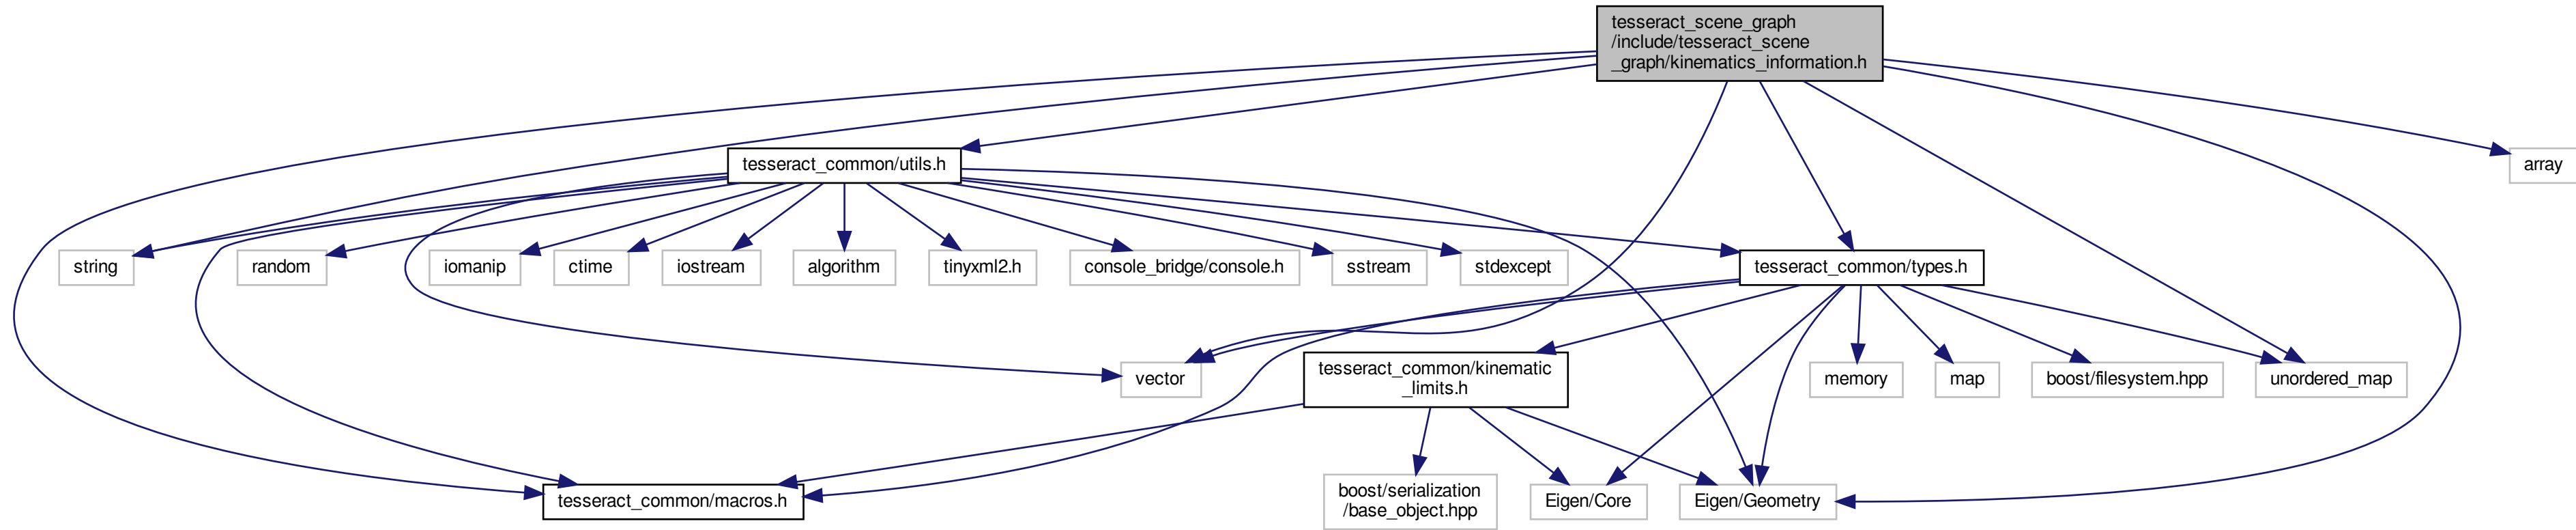 tesseract_scene_graph
/include/tesseract_scene
_graph/kinematics_information.h
tesseract_common/utils.h
array
string
random
iomanip
ctime
iostream
algorithm
tinyxml2.h
console_bridge/console.h
sstream
stdexcept
tesseract_common/types.h
vector
tesseract_common/kinematic
_limits.h
memory
map
boost/filesystem.hpp
unordered_map
tesseract_common/macros.h
boost/serialization
/base_object.hpp
Eigen/Core
Eigen/Geometry